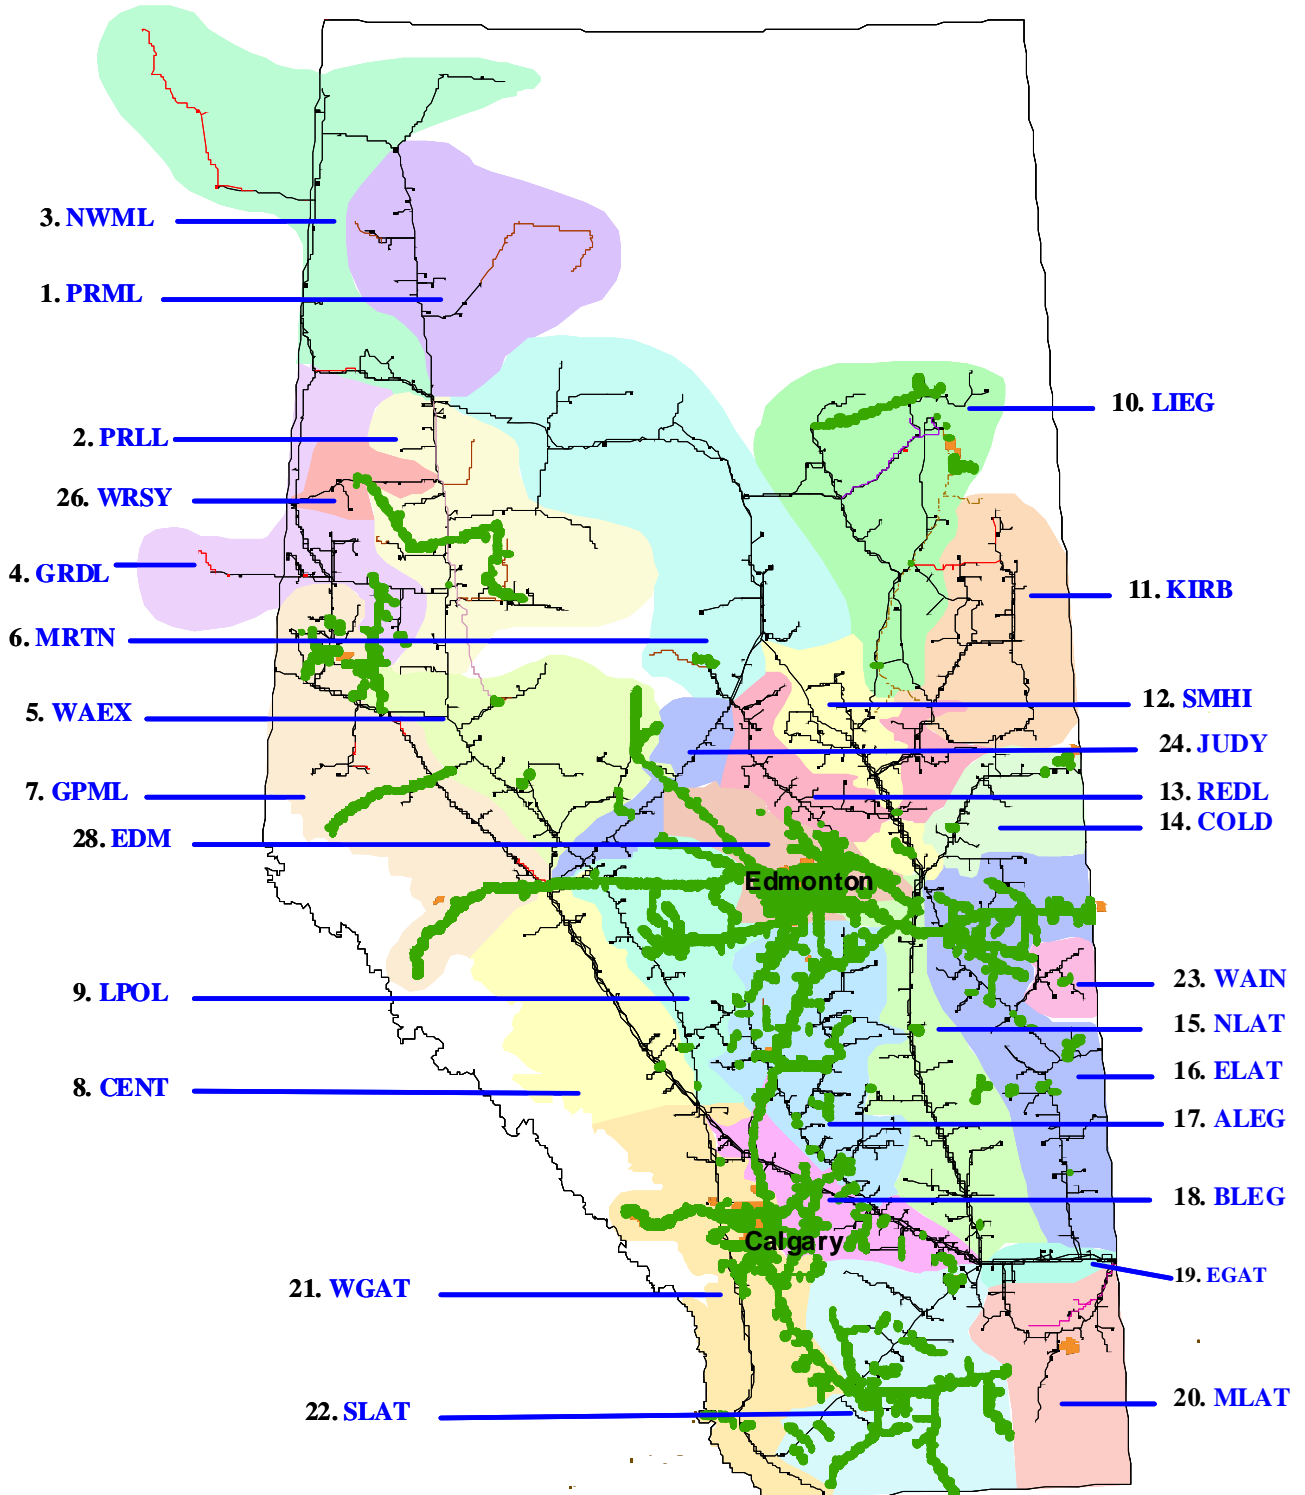 3. NWML
1. PRML
2. PRLL
26. WRSY
4. GRDL
6. MRTN
5. WAEX
7. GPML
28. EDM
9. LPOL
8. CENT
21. WGAT
22. SLAT
Edmonton
Calgary
10. LIEG
11. KIRB
12. SMHI
24. JUDY
13. REDL
14. COLD
23. WAIN
15. NLAT
16. ELAT
17. ALEG
18. BLEG
19. EGAT
20. MLAT